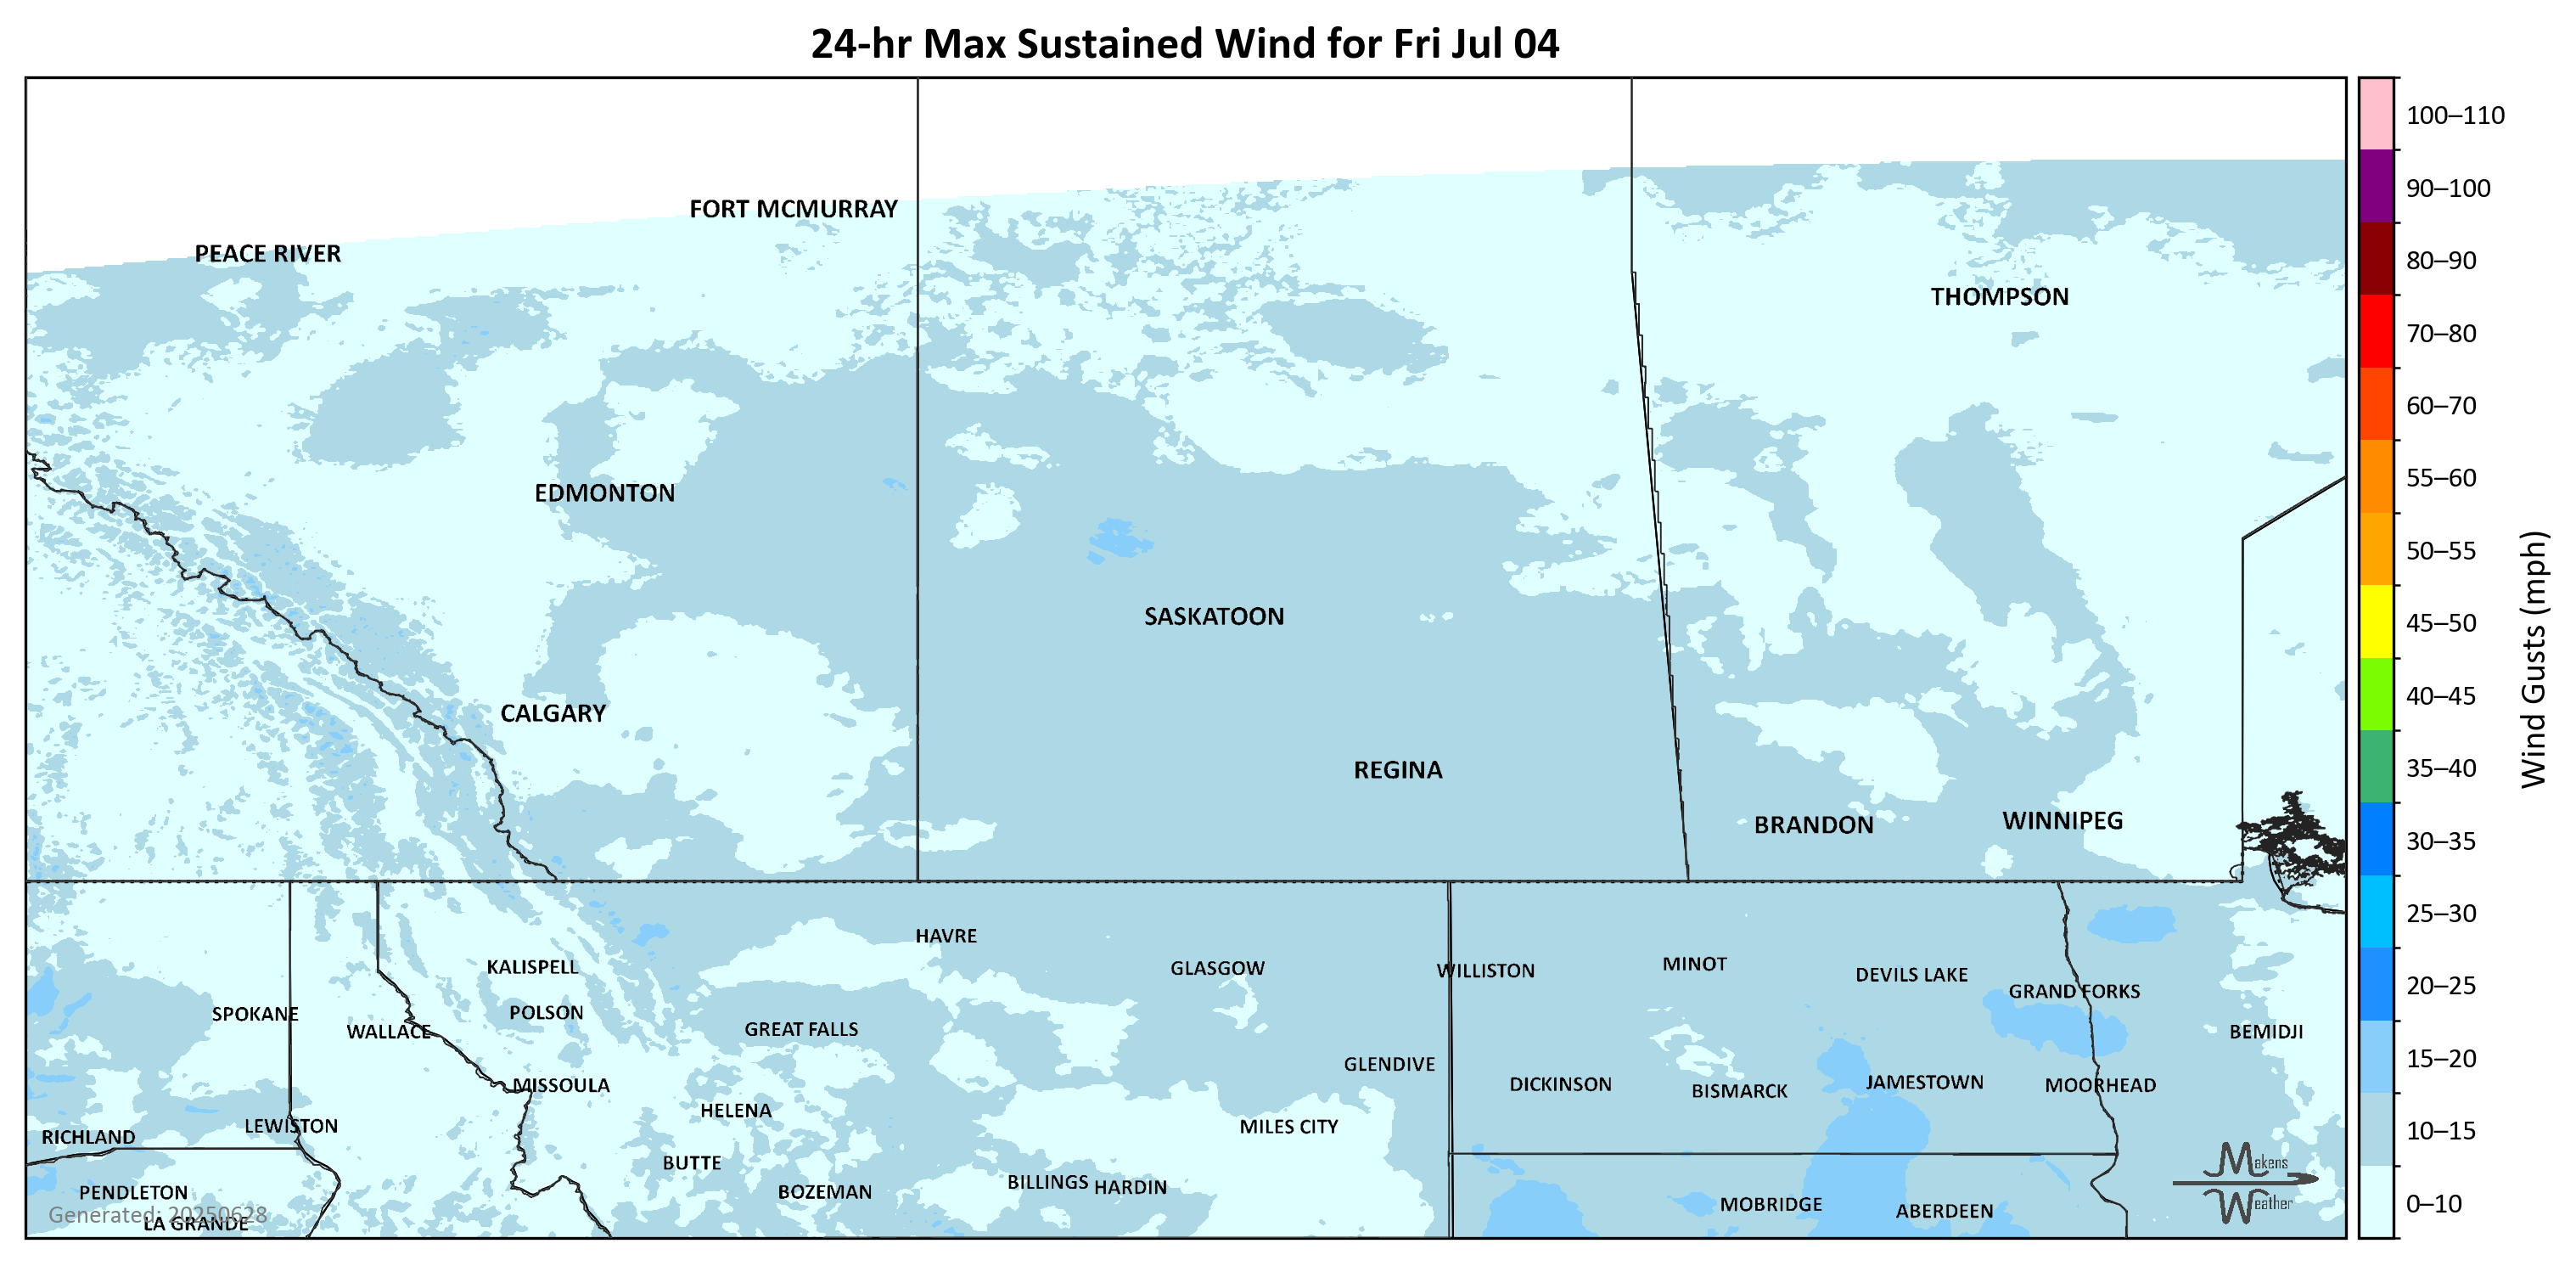 24-hr Max Sustained Wind for Fri Jul 04
100–110
90–100
80–90
70–80
60–70
55–60
50–55
45–50
40–45
35–40
30–35
25–30
20–25
15–20
10–15
0–10
Wind Gusts (mph)
FORT MCMURRAY
PEACE RIVER
THOMPSON
EDMONTON
SASKATOON
CALGARY
REGINA
BRANDON
WINNIPEG
HAVRE
KALISPELL
GLASGOW
WILLISTON
MINOT
DEVILS LAKE
GRAND FORKS
SPOKANE
POLSON
WALLACE
GREAT FALLS
BEMIDJI
GLENDIVE
MISSOULA
DICKINSON
BISMARCK
JAMESTOWN
MOORHEAD
HELENA
LEWISTON
MILES CITY
RICHLAND
BUTTE
BILLINGS
HARDIN
PENDLETON
BOZEMAN
MOBRIDGE
ABERDEEN
Generated: 20250628
LA GRANDE
Makens
Weather